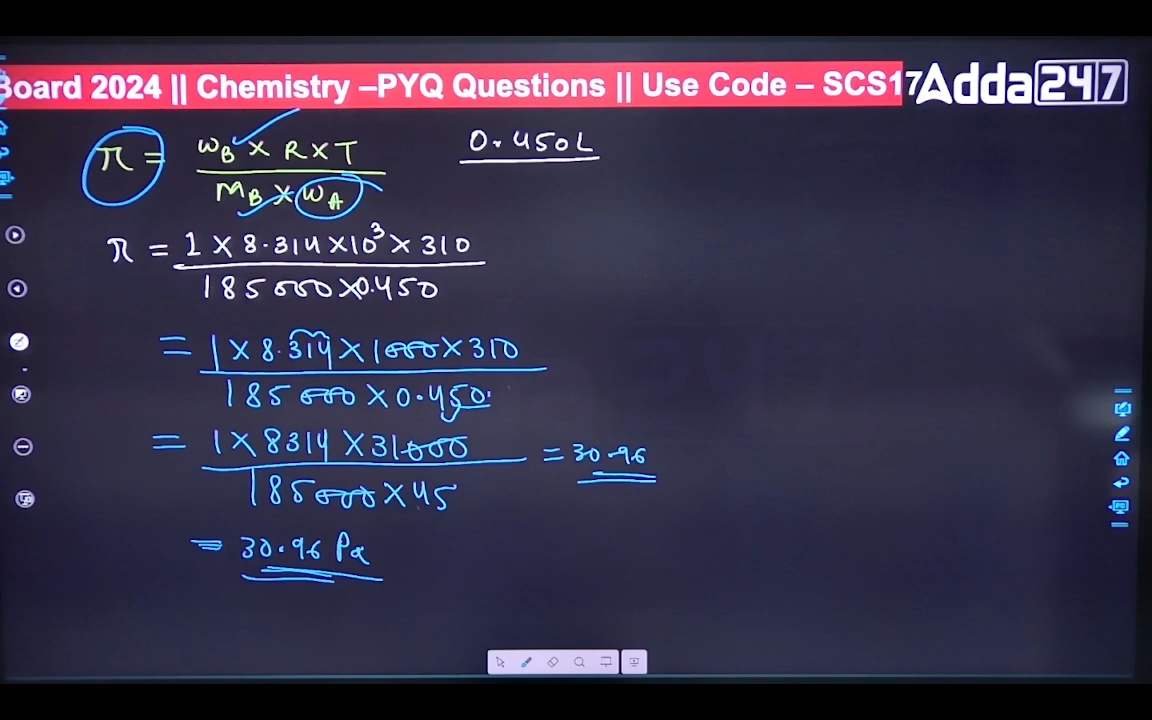 Board 2024 || Chemistry –PYQ Questions || Use Code – SCS17
Adda247
π = W_B × R × T / M_B × W_A
0.450L
π = 1 × 8.314 × 10³ × 310 / 185000 × 0.450
= 1 × 8.314 × 1000 × 310 / 185000 × 0.450
= 1 × 8314 × 31000 / 185000 × 45 = 30.96
= 30.96 Pa